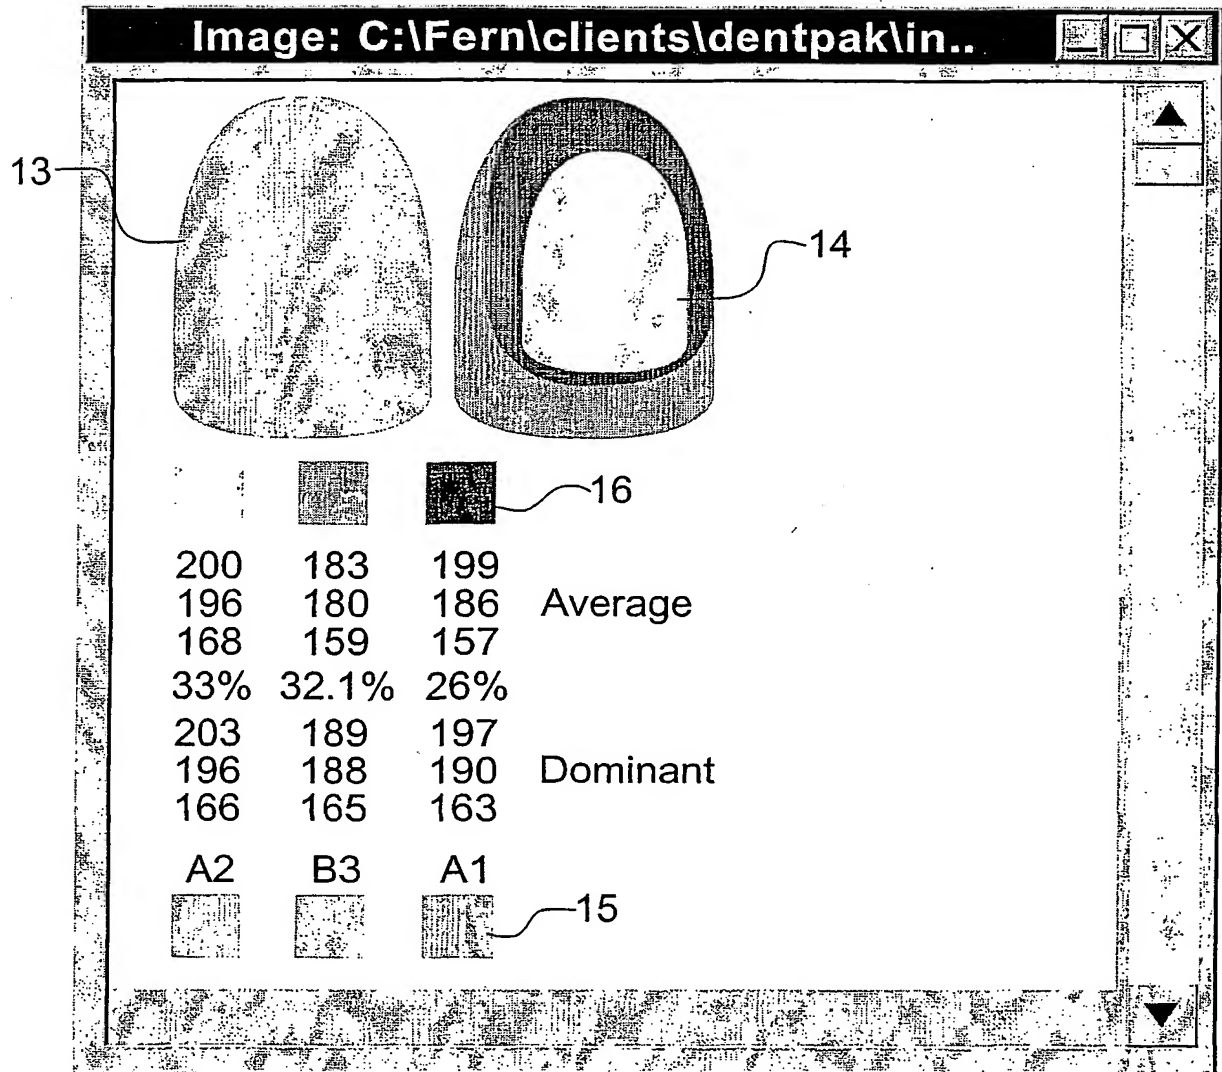 Image: C:\Fern\clients\dentpak\in..
13
14
16
200 183 199
196 180 186 Average
168 159 157
33% 32.1% 26%
203 189 197
196 188 190 Dominant
166 165 163
A2 B3 A1
15